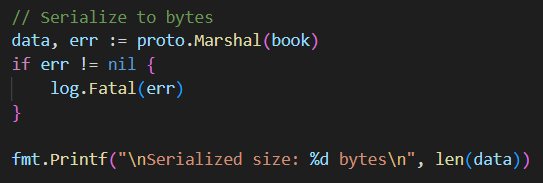 // Serialize to bytes
data, err := proto.Marshal(book)
if err != nil {
    log.Fatal(err)
}

fmt.Printf("\nSerialized size: %d bytes\n", len(data))